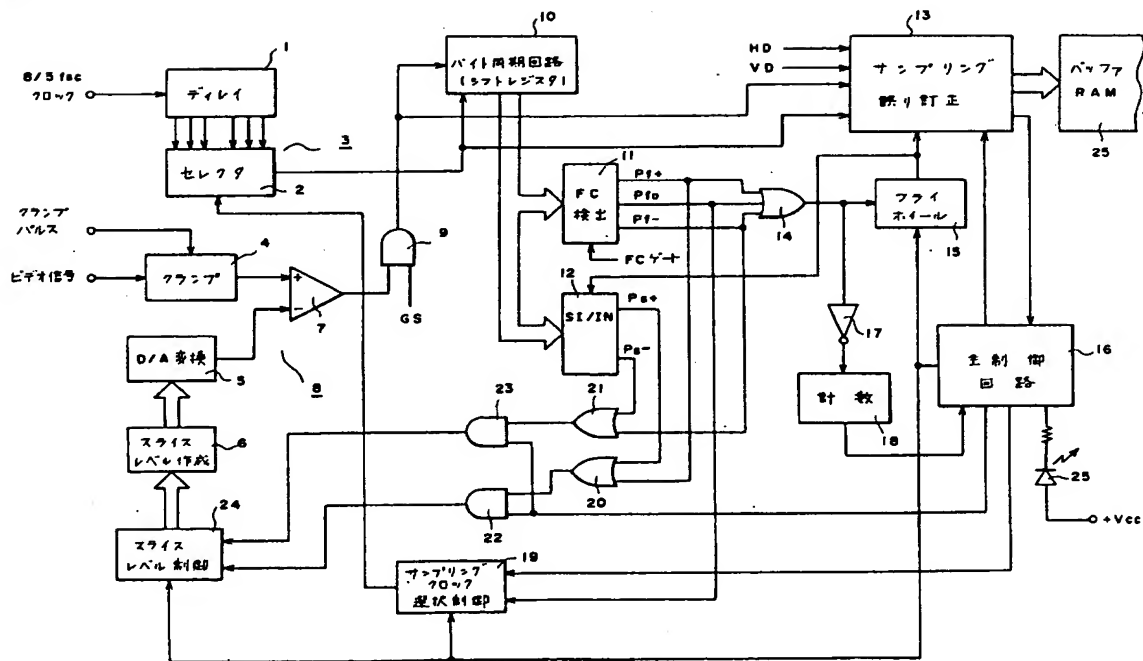 10
13
1
8/5 fsc
クロック
ディレイ
バイト同期回路
(シフトレジスタ)
HD
VD
サンプリング
誤り訂正
バッファ
RAM
25
3
セレクタ
2
11
FC
検出
Pf+
Pf0
Pf-
14
フライ
ホイール
15
クランプ
パルス
ビデオ信号
4
クランプ
+
-
7
9
GS
FCゲート
12
SI/IN
Ps+
Ps-
17
主制御
回路
16
D/A変換
5
8
23
21
計数
18
スライス
レベル作成
6
20
22
25
+Vcc
24
スライス
レベル制御
19
サンプリング
クロック
選択制御